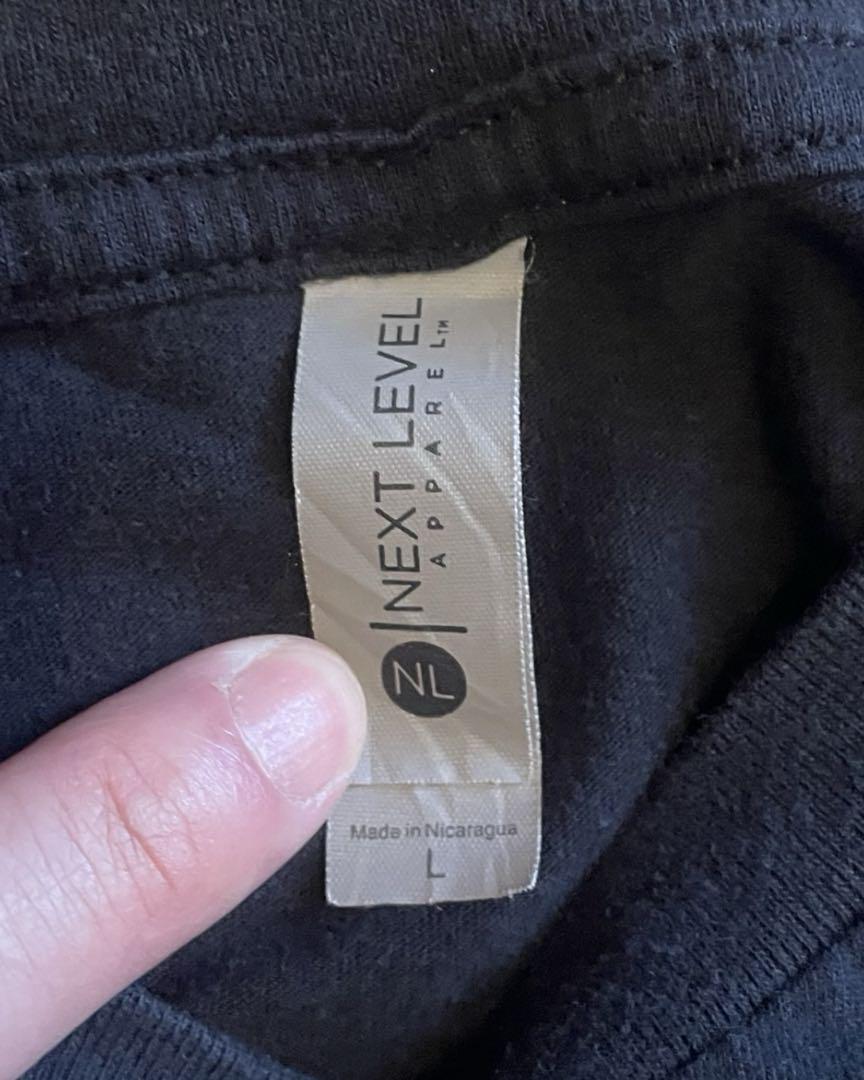 NL
NEXT LEVEL
APPAREL™
Made in Nicaragua
L